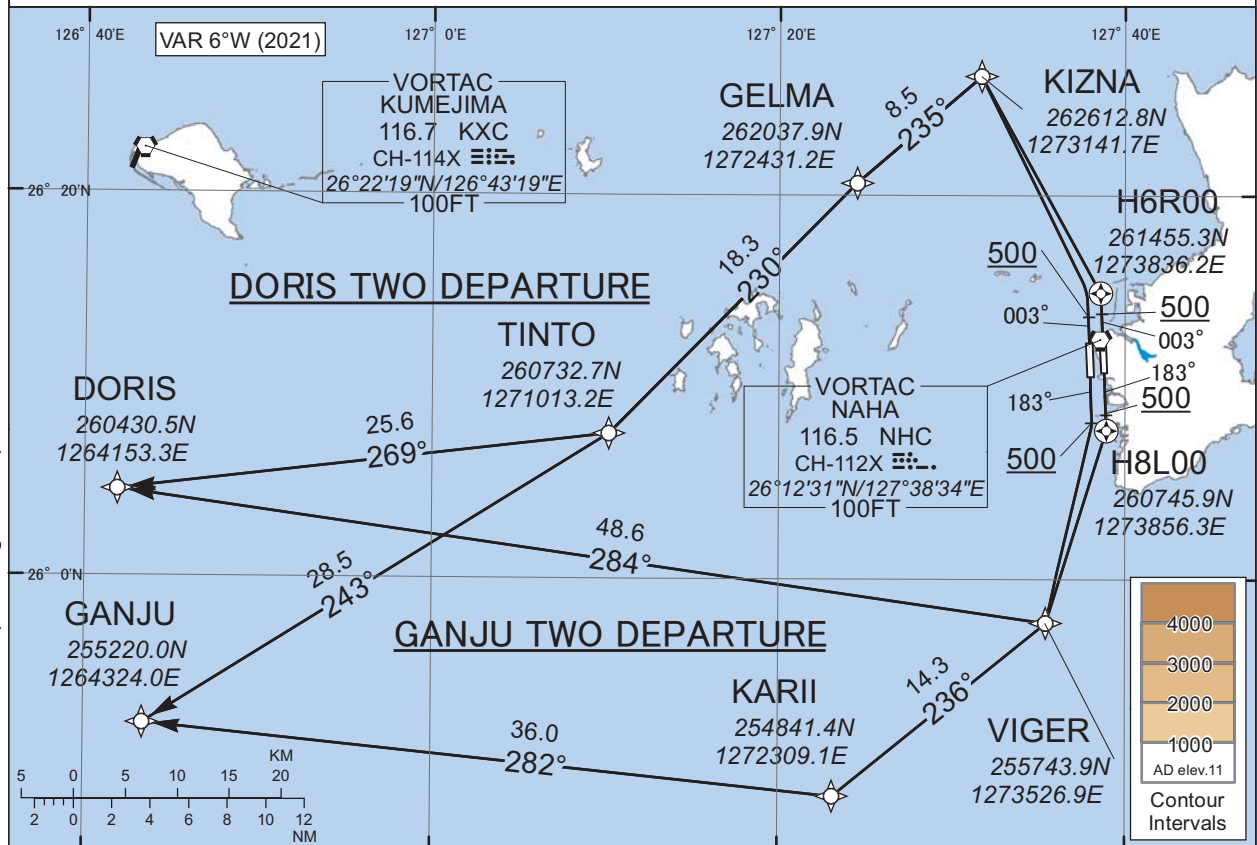 126° 40′E
127° 0′E
127° 20′E
127° 40′E
VAR 6°W (2021)
VORTAC
KUMEJIMA
116.7 KXC
CH-114X
26°22'19"N/126°43'19"E
100FT
GELMA
262037.9N
1272431.2E
8.5
235°
KIZNA
262612.8N
1273141.7E
26° 20′N
H6R00
261455.3N
1273836.2E
500
500
003°
003°
DORIS TWO DEPARTURE
18.3
230°
TINTO
260732.7N
1271013.2E
DORIS
260430.5N
1264153.3E
25.6
269°
VORTAC
NAHA
116.5 NHC
CH-112X
26°12'31"N/127°38'34"E
100FT
183°
183°
500
500
H8L00
260745.9N
1273856.3E
48.6
284°
26° 0′N
28.5
243°
GANJU
255220.0N
1264324.0E
GANJU TWO DEPARTURE
14.3
236°
KARII
254841.4N
1272309.1E
VIGER
255743.9N
1273526.9E
36.0
282°
KM
5 0 5 10 15 20
2 0 2 4 6 8 10 12
NM
4000
3000
2000
1000
AD elev.11
Contour
Intervals